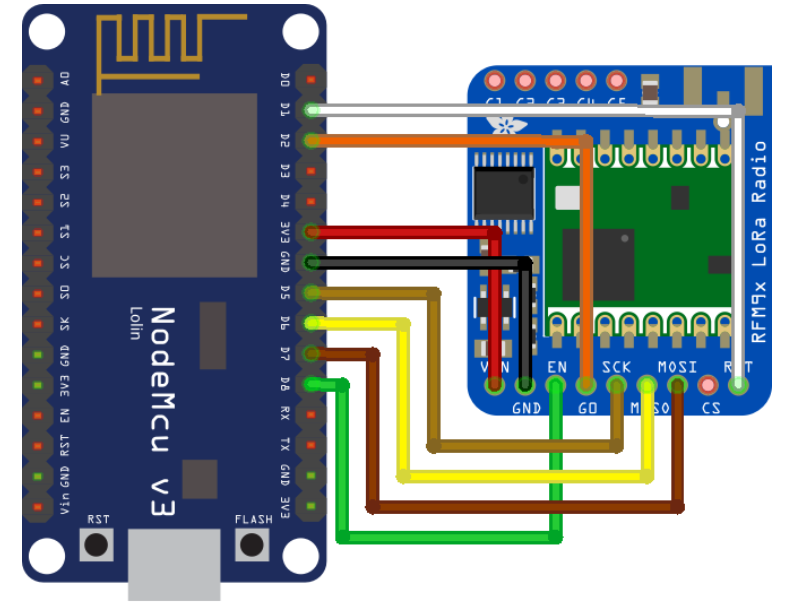 A0
GND
VU
S3
S2
S1
SC
S0
SK
GND
3V3
EN
RST
GND
Vin
NodeMcu v3
Lolin
RST
FLASH
D0
D1
D2
D3
D4
3V3
GND
D5
D6
D7
D8
RX
TX
GND
3V3
G1 G2 G3 G4 G5
RFM9x LoRa Radio
VIN EN SCK MOSI RST
GND G0 MISO CS